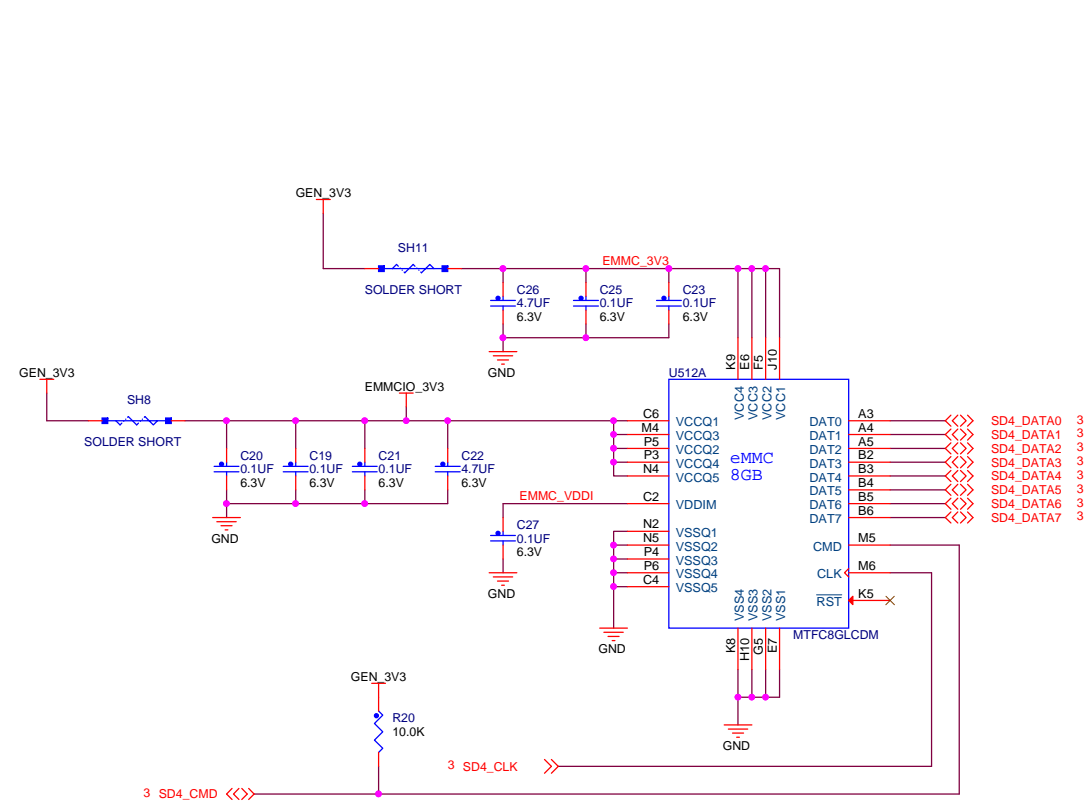 GEN_3V3
SH11
SOLDER SHORT
EMMC_3V3
C26
4.7UF
6.3V
C25
0.1UF
6.3V
C23
0.1UF
6.3V
GND
K9
E6
F5
J10
GEN_3V3
SH8
SOLDER SHORT
EMMCIO_3V3
C20
0.1UF
6.3V
C19
0.1UF
6.3V
C21
0.1UF
6.3V
C22
4.7UF
6.3V
GND
U512A
VCC4
VCC3
VCC2
VCC1
C6 VCCQ1
M4 VCCQ3
P5 VCCQ2
P3 VCCQ4
N4 VCCQ5
eMMC
8GB
EMMC_VDDI
C2 VDDIM
C27
0.1UF
6.3V
GND
N2 VSSQ1
N5 VSSQ2
P4 VSSQ3
P6 VSSQ4
C4 VSSQ5
GND
DAT0 A3 SD4_DATA0 3
DAT1 A4 SD4_DATA1 3
DAT2 A5 SD4_DATA2 3
DAT3 B2 SD4_DATA3 3
DAT4 B3 SD4_DATA4 3
DAT5 B4 SD4_DATA5 3
DAT6 B5 SD4_DATA6 3
DAT7 B6 SD4_DATA7 3
CMD M5
CLK M6
RST K5
VSS4
VSS3
VSS2
VSS1
MTFC8GLCDM
K8
H10
G5
E7
GND
GEN_3V3
R20
10.0K
3 SD4_CLK
3 SD4_CMD